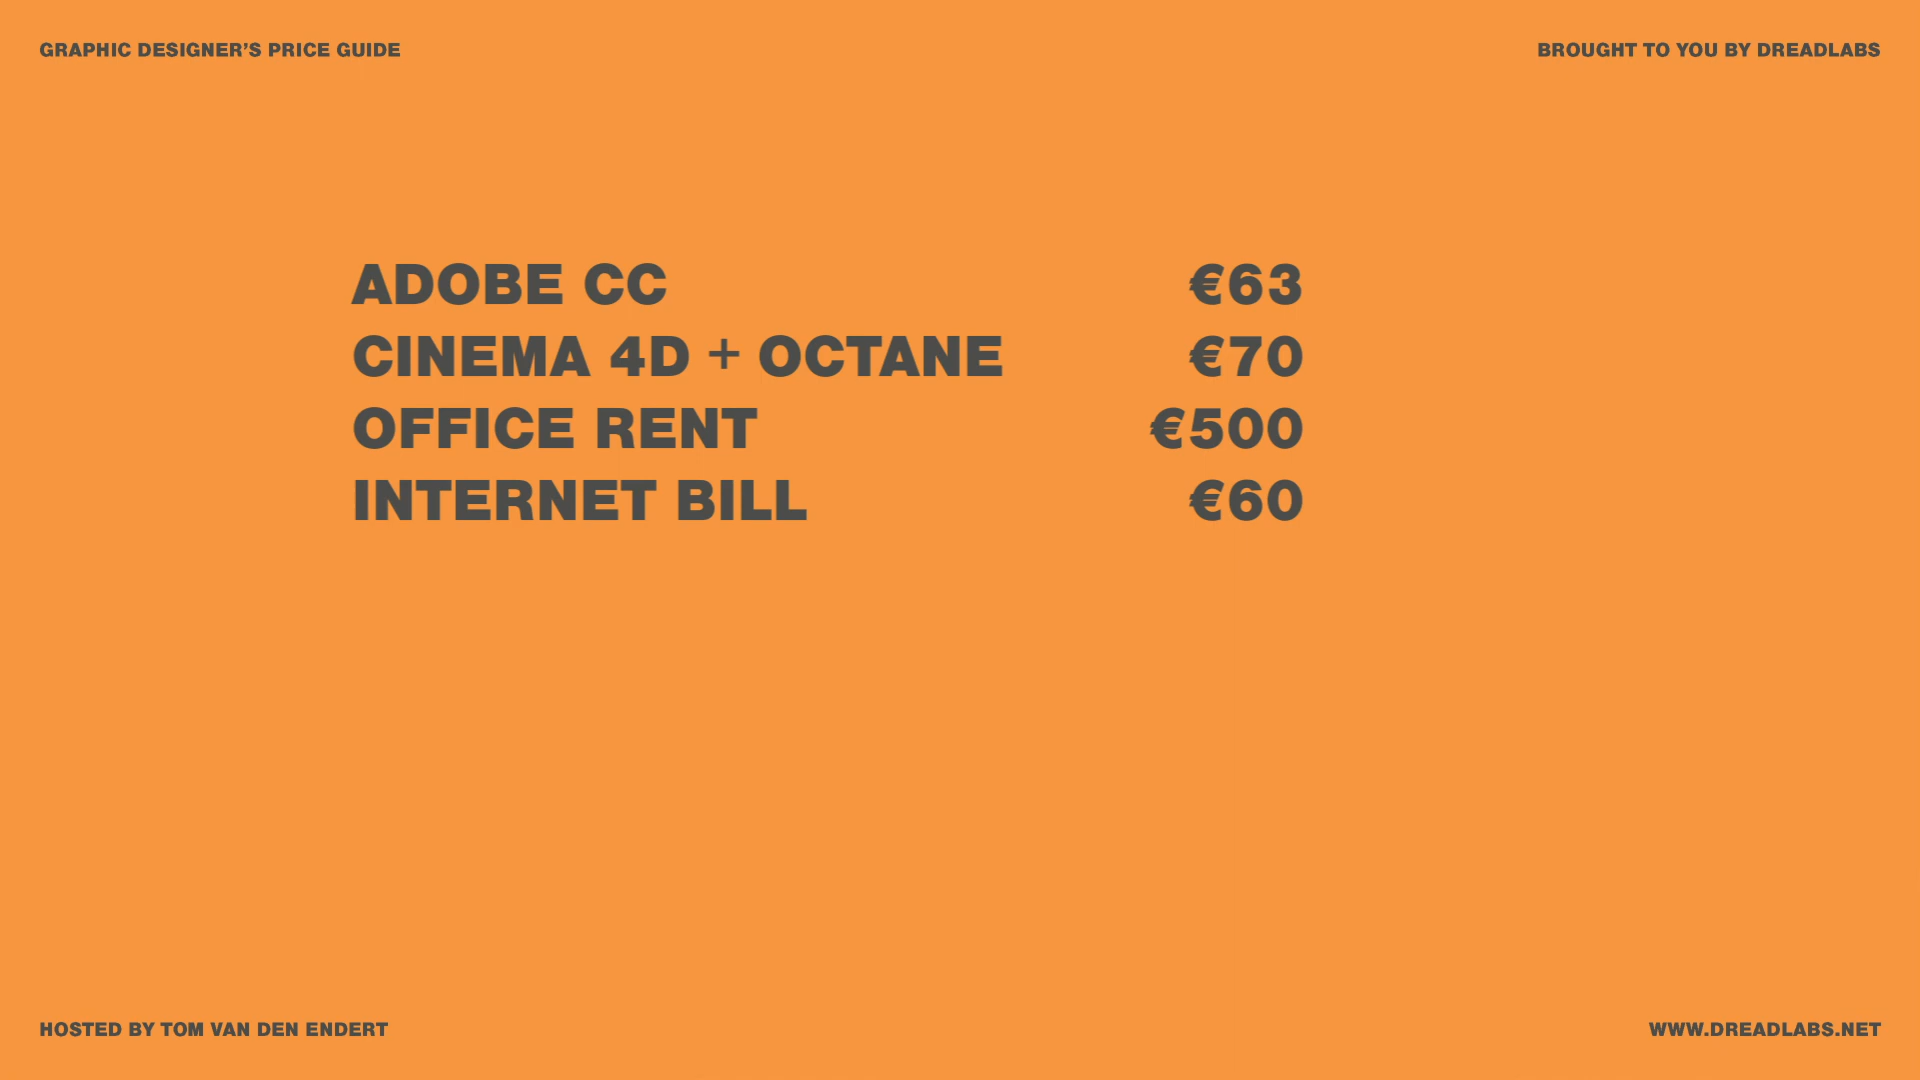 GRAPHIC DESIGNER’S PRICE GUIDE
BROUGHT TO YOU BY DREADLABS
ADOBE CC €63
CINEMA 4D + OCTANE €70
OFFICE RENT €500
INTERNET BILL €60
HOSTED BY TOM VAN DEN ENDERT
WWW.DREADLABS.NET